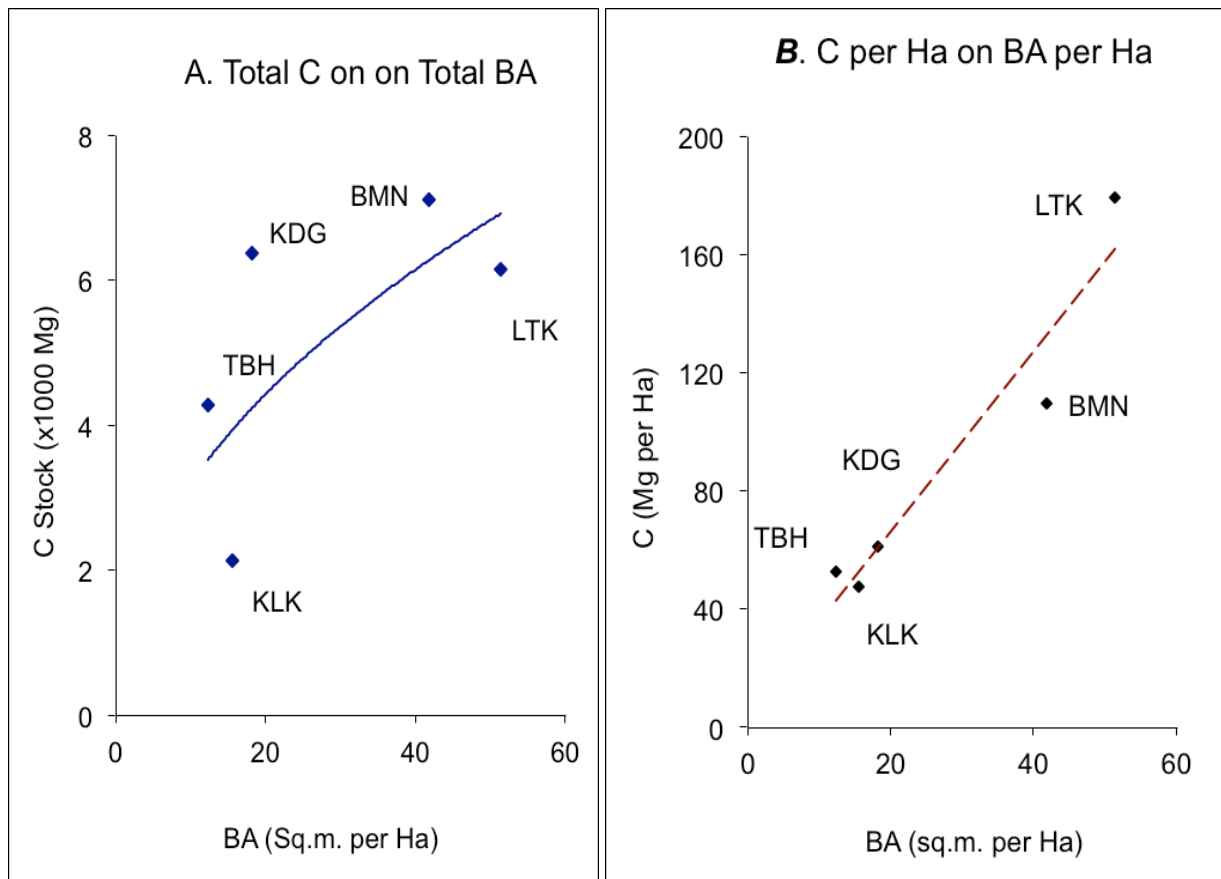 A. Total C on on Total BA
8
BMN
KDG
6
LTK
TBH
4
2
KLK
0
0 20 40 60
C Stock (x1000 Mg)
BA (Sq.m. per Ha)
B. C per Ha on BA per Ha
200
LTK
160
120
BMN
KDG
80
TBH
40
KLK
0
0 20 40 60
C (Mg per Ha)
BA (sq.m. per Ha)